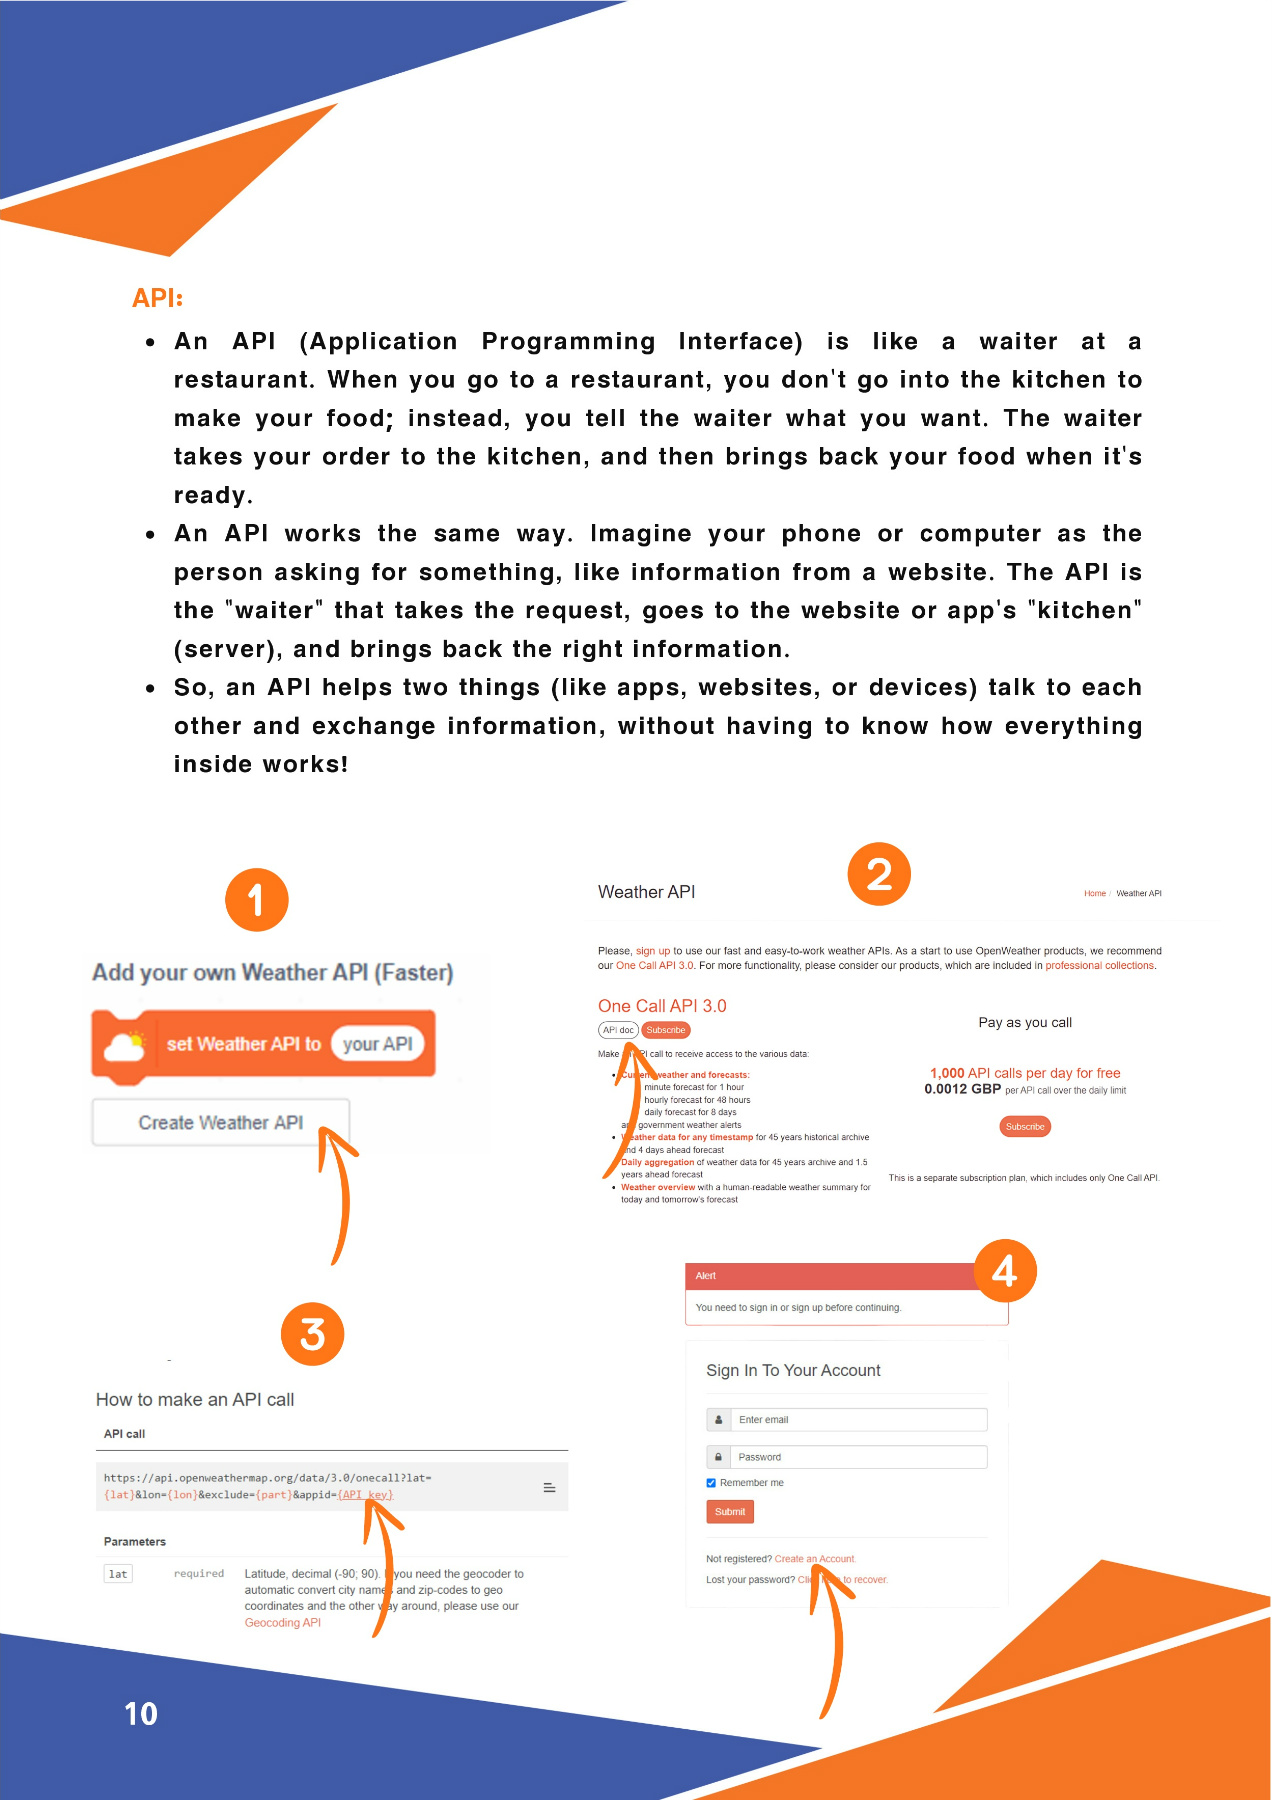 API:
• An API (Application Programming Interface) is like a waiter at a
restaurant. When you go to a restaurant, you don't go into the kitchen to
make your food; instead, you tell the waiter what you want. The waiter
takes your order to the kitchen, and then brings back your food when it's
ready.
• An API works the same way. Imagine your phone or computer as the
person asking for something, like information from a website. The API is
the "waiter" that takes the request, goes to the website or app's "kitchen"
(server), and brings back the right information.
• So, an API helps two things (like apps, websites, or devices) talk to each
other and exchange information, without having to know how everything
inside works!
1
Add your own Weather API (Faster)
set Weather API to your API
Create Weather API
2
Weather API
Home / Weather API
Please, sign up to use our fast and easy-to-work weather APIs. As a start to use OpenWeather products, we recommend
our One Call API 3.0. For more functionality, please consider our products, which are included in professional collections.
One Call API 3.0
API doc Subscribe
Make API call to receive access to the various data:
• Current weather and forecasts:
minute forecast for 1 hour
hourly forecast for 48 hours
daily forecast for 8 days
and government weather alerts
• Weather data for any timestamp for 45 years historical archive
and 4 days ahead forecast
Daily aggregation of weather data for 45 years archive and 1.5
years ahead forecast
• Weather overview with a human-readable weather summary for
today and tomorrow's forecast
Pay as you call
1,000 API calls per day for free
0.0012 GBP per API call over the daily limit
Subscribe
This is a separate subscription plan, which includes only One Call API.
3
How to make an API call
API call
https://api.openweathermap.org/data/3.0/onecall?lat=
{lat}&lon={lon}&exclude={part}&appid={API key}
Parameters
lat required Latitude, decimal (-90; 90). If you need the geocoder to
automatic convert city names and zip-codes to geo
coordinates and the other way around, please use our
Geocoding API
4
Alert
You need to sign in or sign up before continuing.
Sign In To Your Account
Enter email
Password
Remember me
Submit
Not registered? Create an Account.
Lost your password? Click to recover.
10